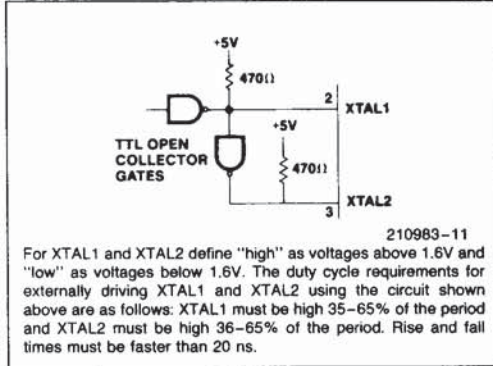 +5V
470Ω
2
XTAL1
+5V
TTL OPEN
COLLECTOR
GATES
470Ω
XTAL2
3
210983-11
For XTAL1 and XTAL2 define "high" as voltages above 1.6V and
"low" as voltages below 1.6V. The duty cycle requirements for
externally driving XTAL1 and XTAL2 using the circuit shown
above are as follows: XTAL1 must be high 35–65% of the period
and XTAL2 must be high 36–65% of the period. Rise and fall
times must be faster than 20 ns.